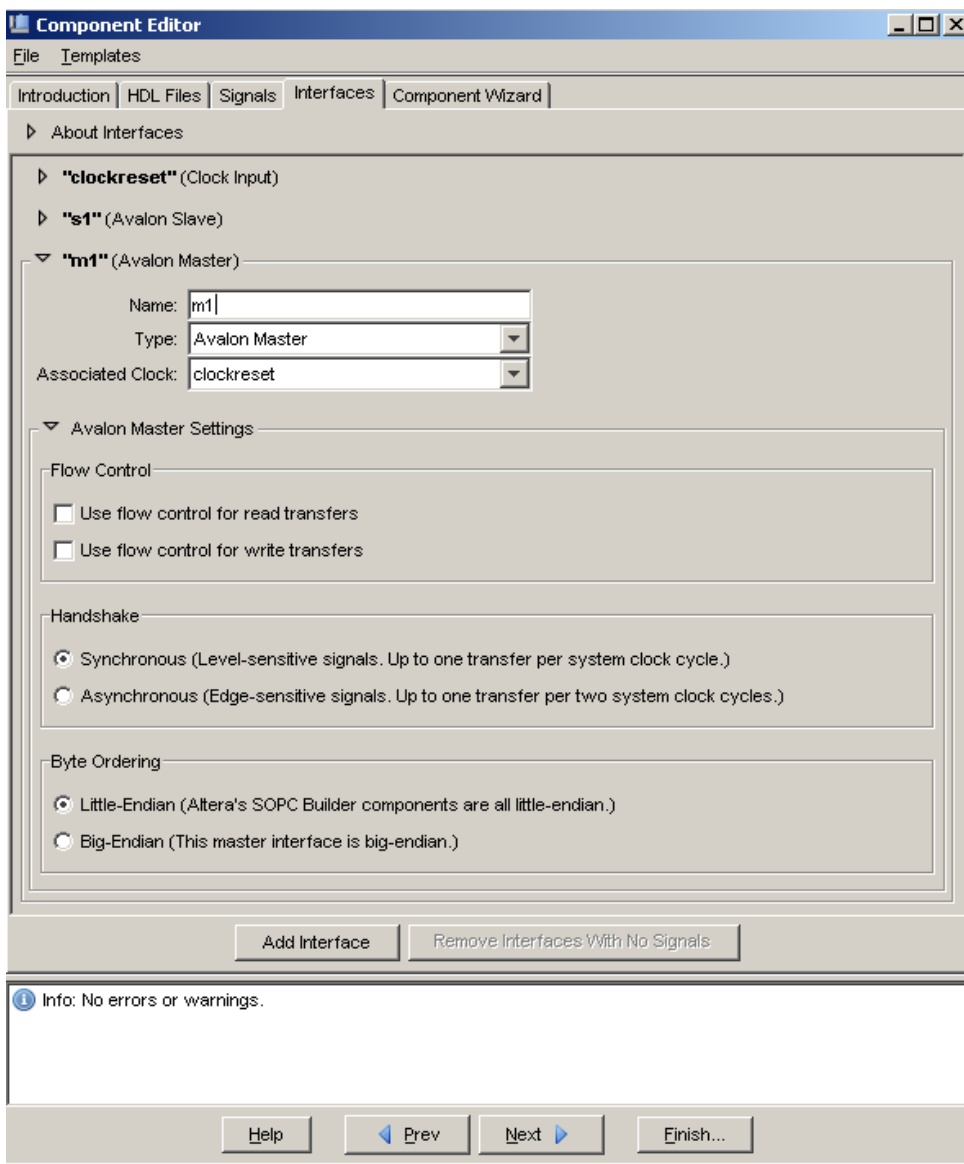 Component Editor
File Templates
Introduction HDL Files Signals Interfaces Component Wizard
About Interfaces
"clockreset" (Clock Input)
"s1" (Avalon Slave)
"m1" (Avalon Master)
Name: m1
Type: Avalon Master
Associated Clock: clockreset
Avalon Master Settings
Flow Control
Use flow control for read transfers
Use flow control for write transfers
Handshake
Synchronous (Level-sensitive signals. Up to one transfer per system clock cycle.)
Asynchronous (Edge-sensitive signals. Up to one transfer per two system clock cycles.)
Byte Ordering
Little-Endian (Altera's SOPC Builder components are all little-endian.)
Big-Endian (This master interface is big-endian.)
Add Interface Remove Interfaces With No Signals
Info: No errors or warnings.
Help Prev Next Finish...